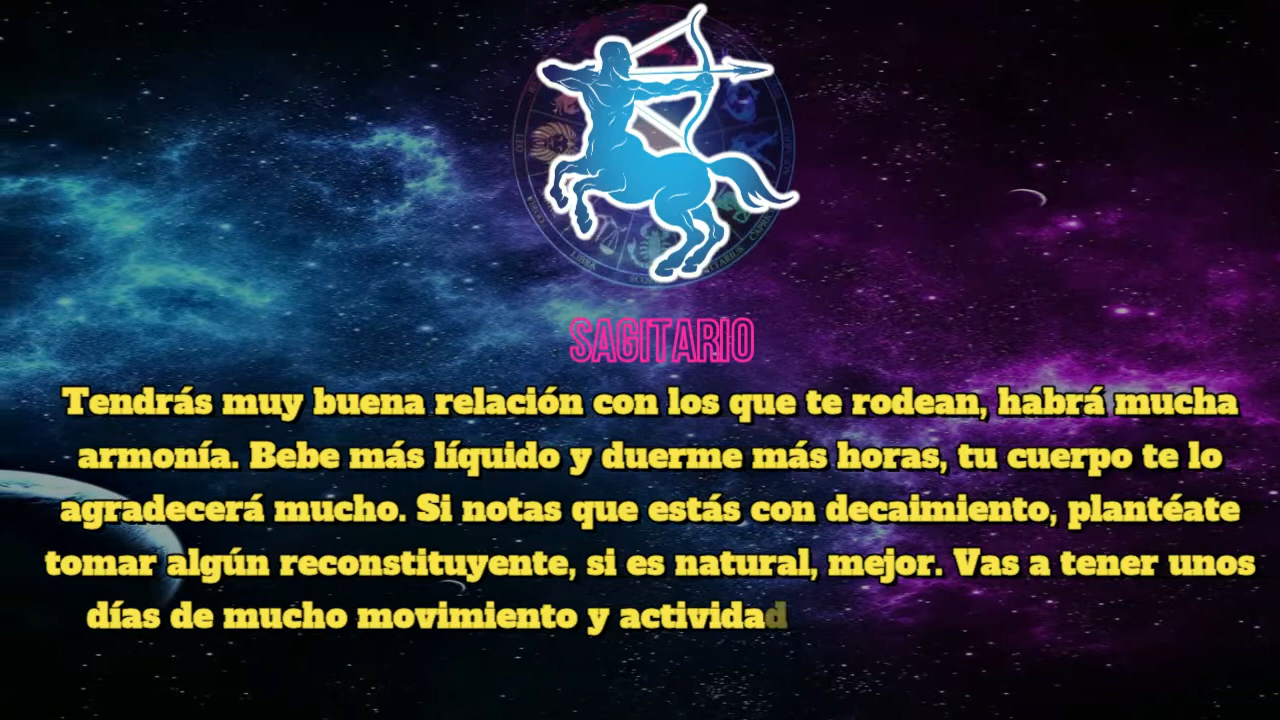 LEO
LIBRA
SAGITARIO
Tendrás muy buena relación con los que te rodean, habrá mucha
armonía. Bebe más líquido y duerme más horas, tu cuerpo te lo
agradecerá mucho. Si notas que estás con decaimiento, plantéate
tomar algún reconstituyente, si es natural, mejor. Vas a tener unos
días de mucho movimiento y actividad